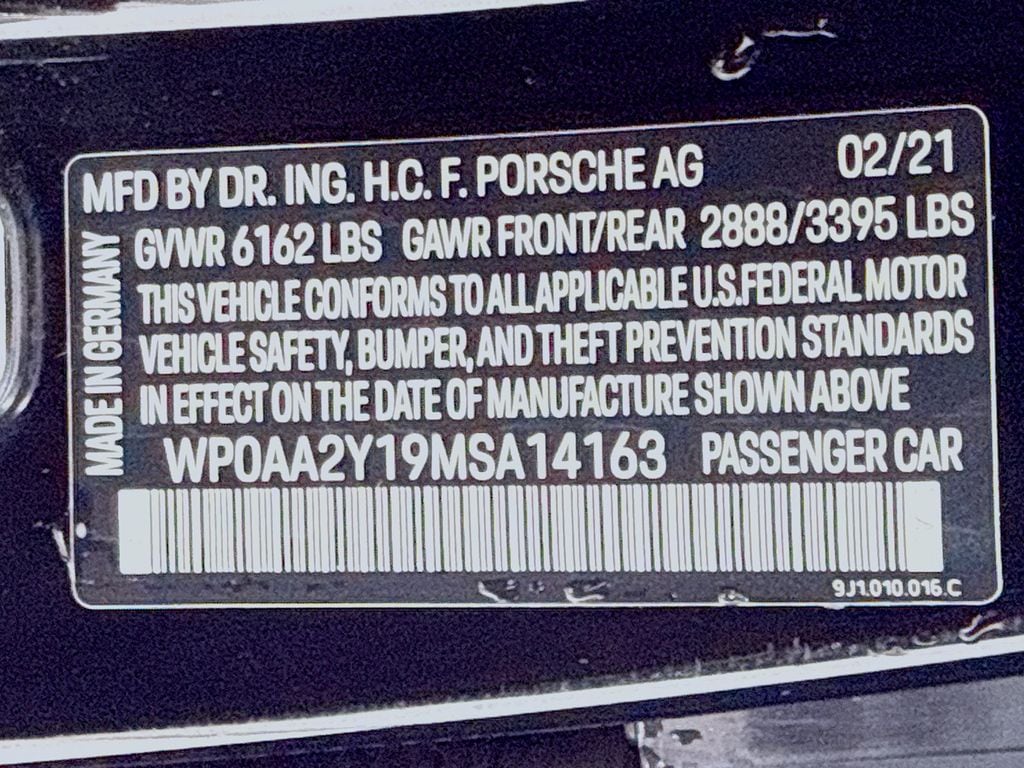 MFD BY DR. ING. H.C. F. PORSCHE AG 02/21
GVWR 6162 LBS GAWR FRONT/REAR 2888/3395 LBS
THIS VEHICLE CONFORMS TO ALL APPLICABLE U.S.FEDERAL MOTOR
VEHICLE SAFETY, BUMPER, AND THEFT PREVENTION STANDARDS
IN EFFECT ON THE DATE OF MANUFACTURE SHOWN ABOVE
MADE IN GERMANY
WP0AA2Y19MSA14163 PASSENGER CAR
9J1.010.016.C